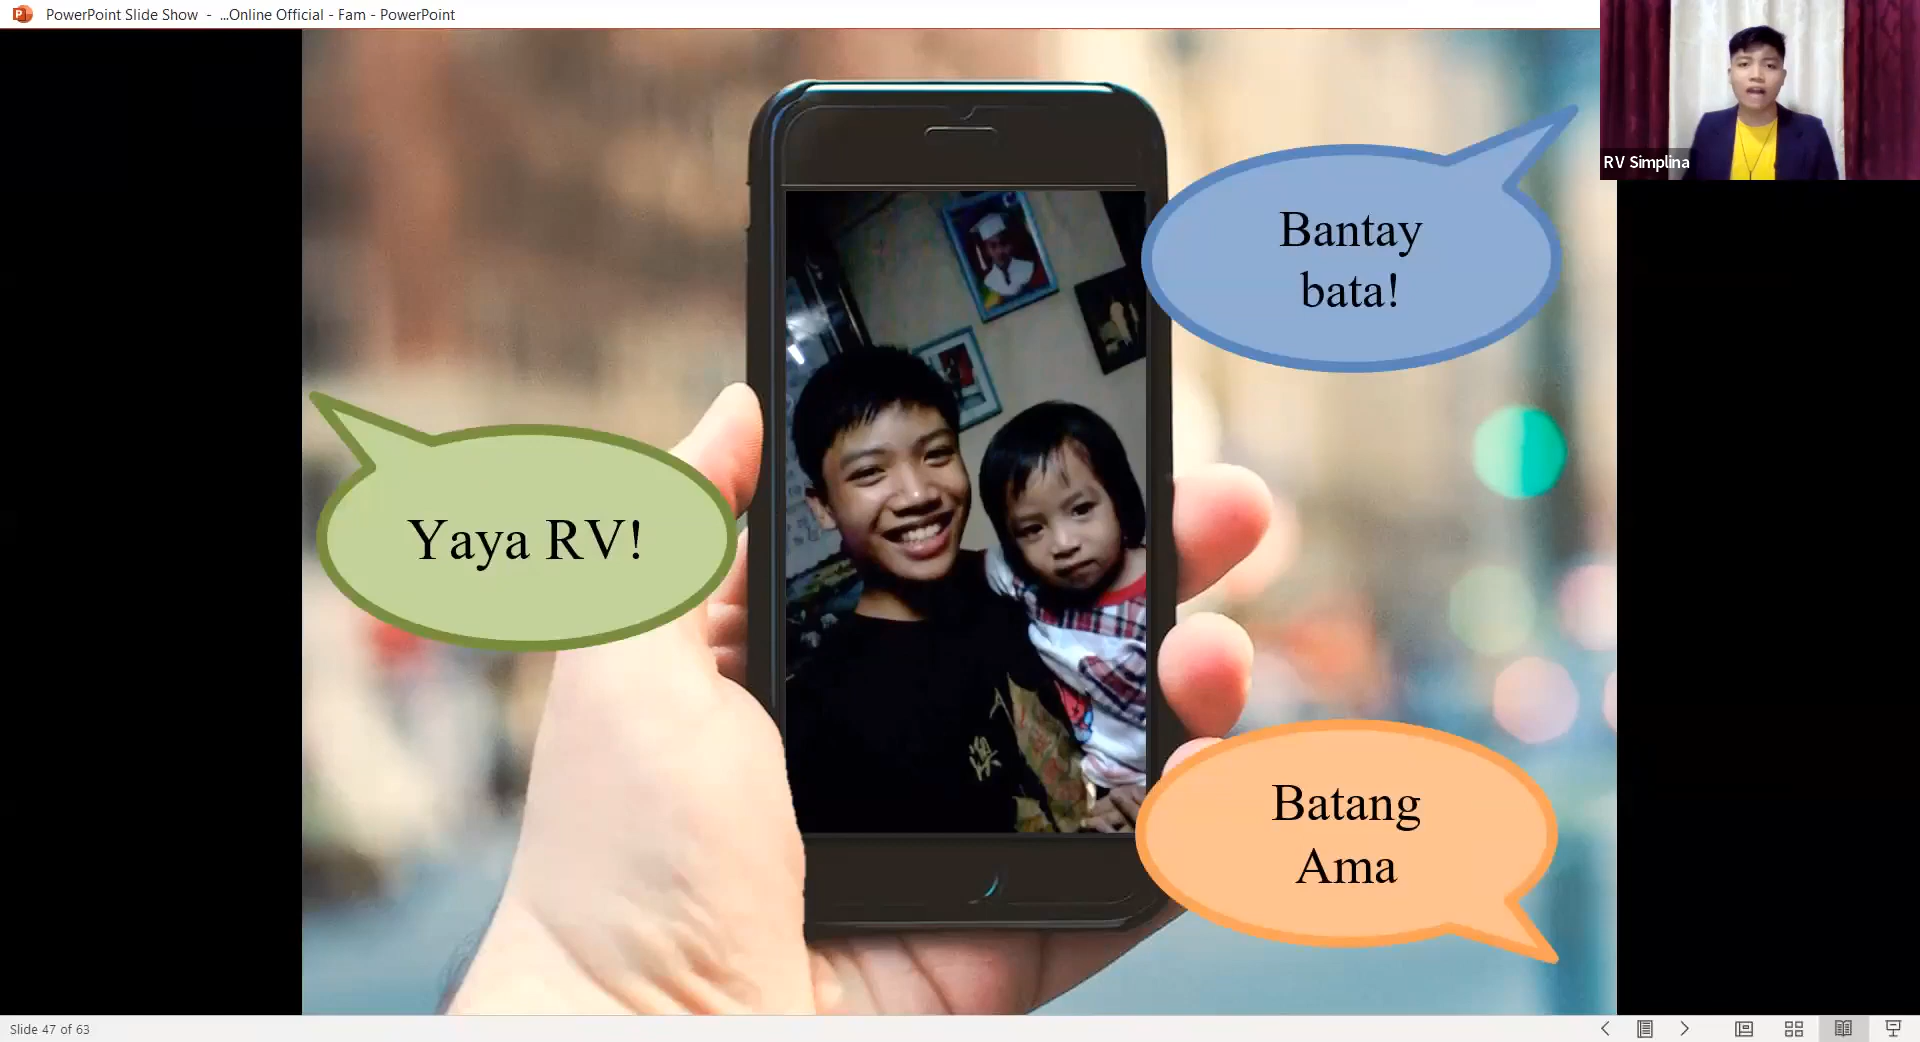 PowerPoint Slide Show - ...Online Official - Fam - PowerPoint
RV Simplina
Bantay
bata!
Yaya RV!
Batang
Ama
Slide 47 of 63